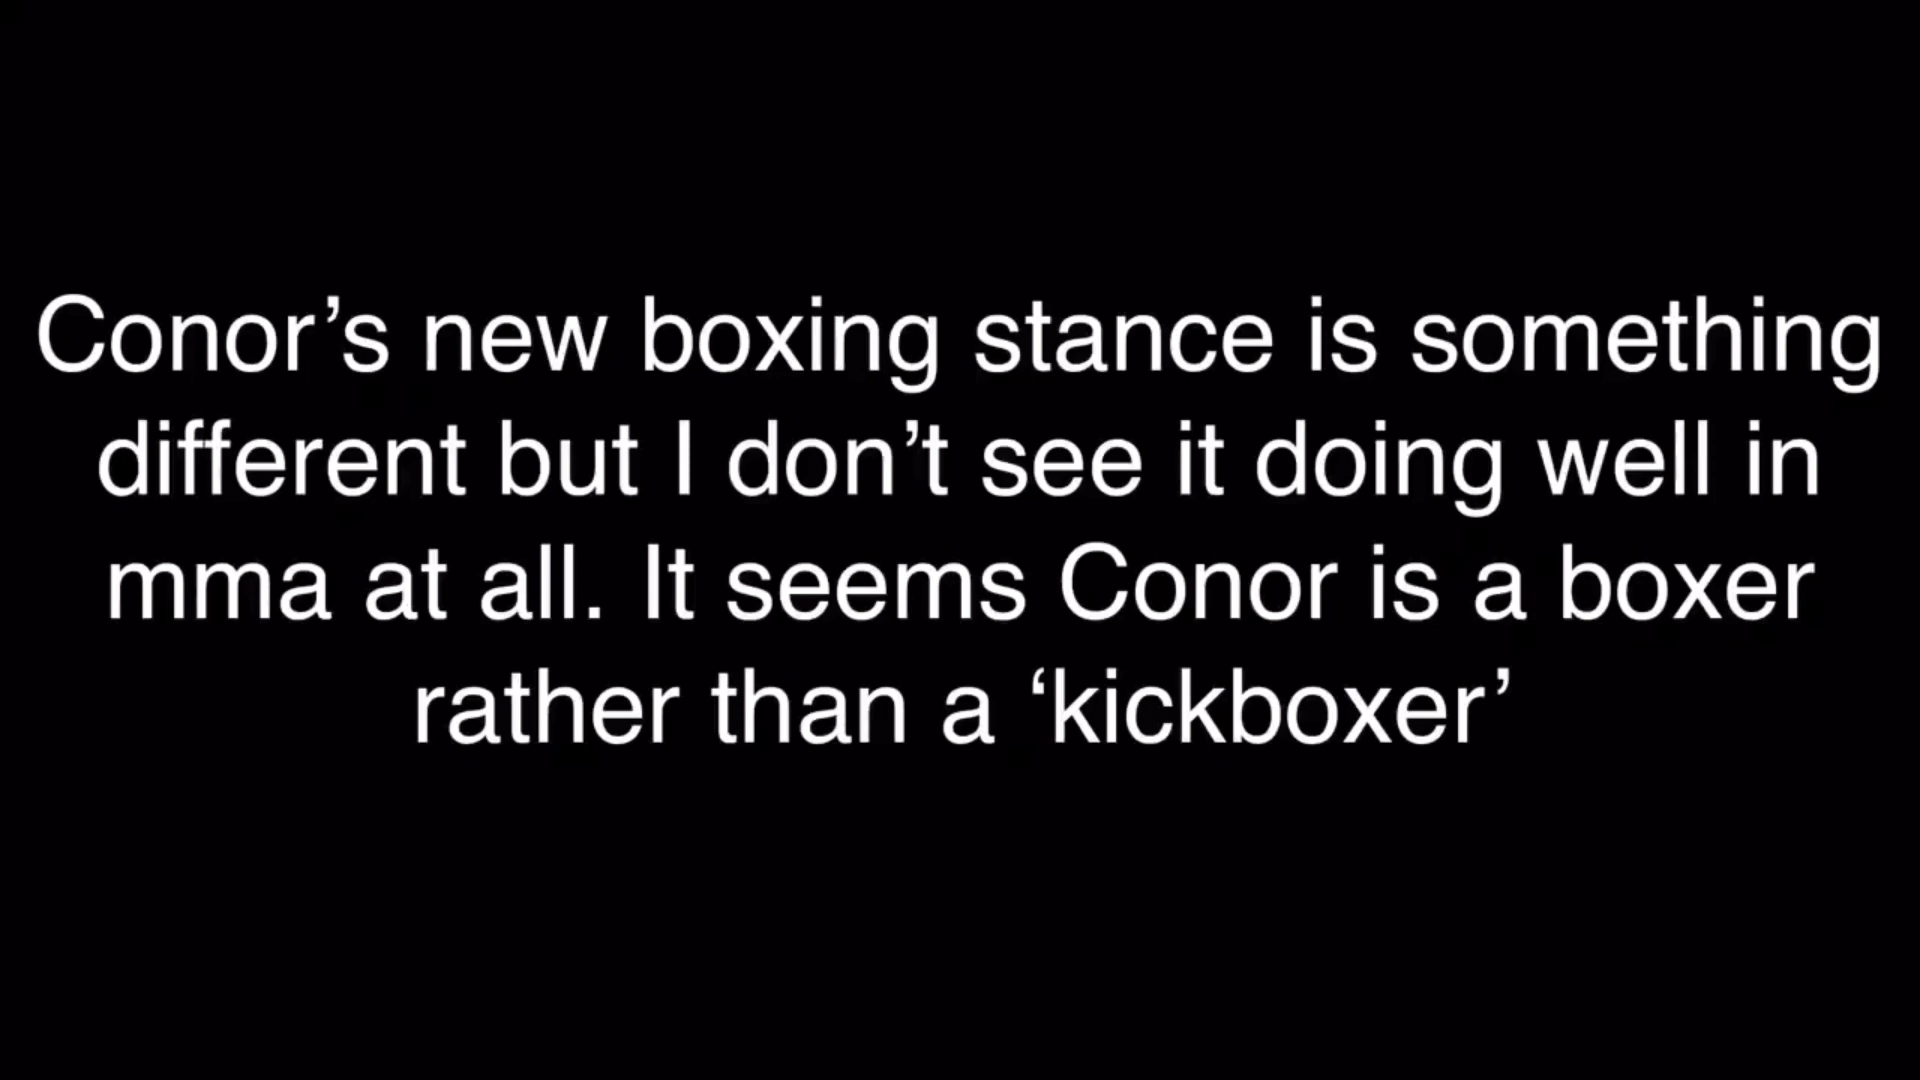 Conor’s new boxing stance is something
different but I don’t see it doing well in
mma at all. It seems Conor is a boxer
rather than a ‘kickboxer’